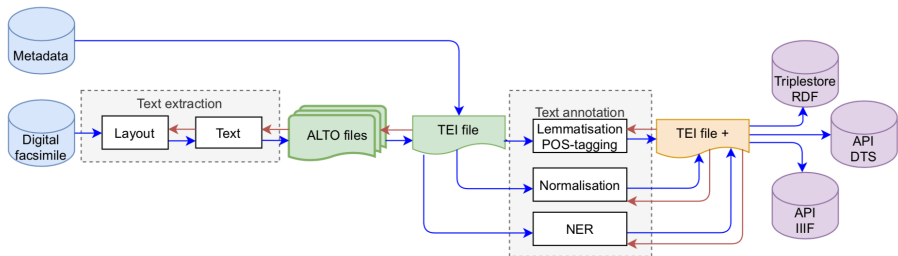 Metadata
Digital
facsimile
Text extraction
Layout
Text
ALTO files
TEI file
Text annotation
Lemmatisation
POS-tagging
Normalisation
NER
TEI file +
Triplestore
RDF
API
DTS
API
IIIF